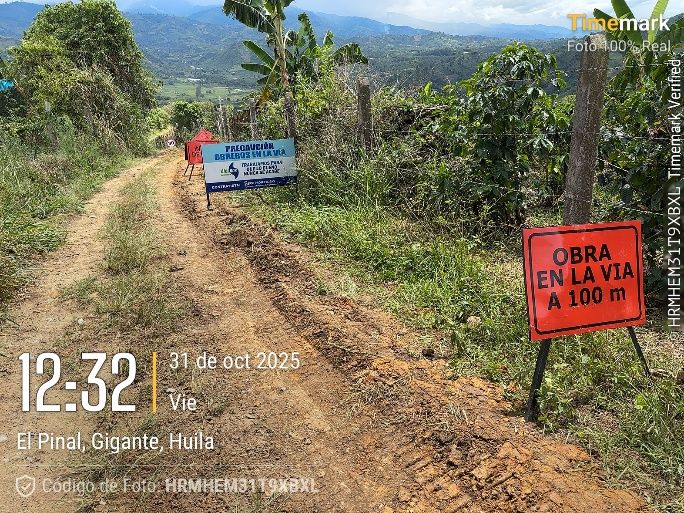 Timemark
Foto 100% Real
HRMHEM31T9XBXL Timemark Verified
PRECAUCIÓN
OBREROS EN LA VIA
OBRA
EN LA VIA
A 100 m
12:32
31 de oct 2025
Vie
El Pinal, Gigante, Huila
Código de Foto: HRMHEM31T9XBXL